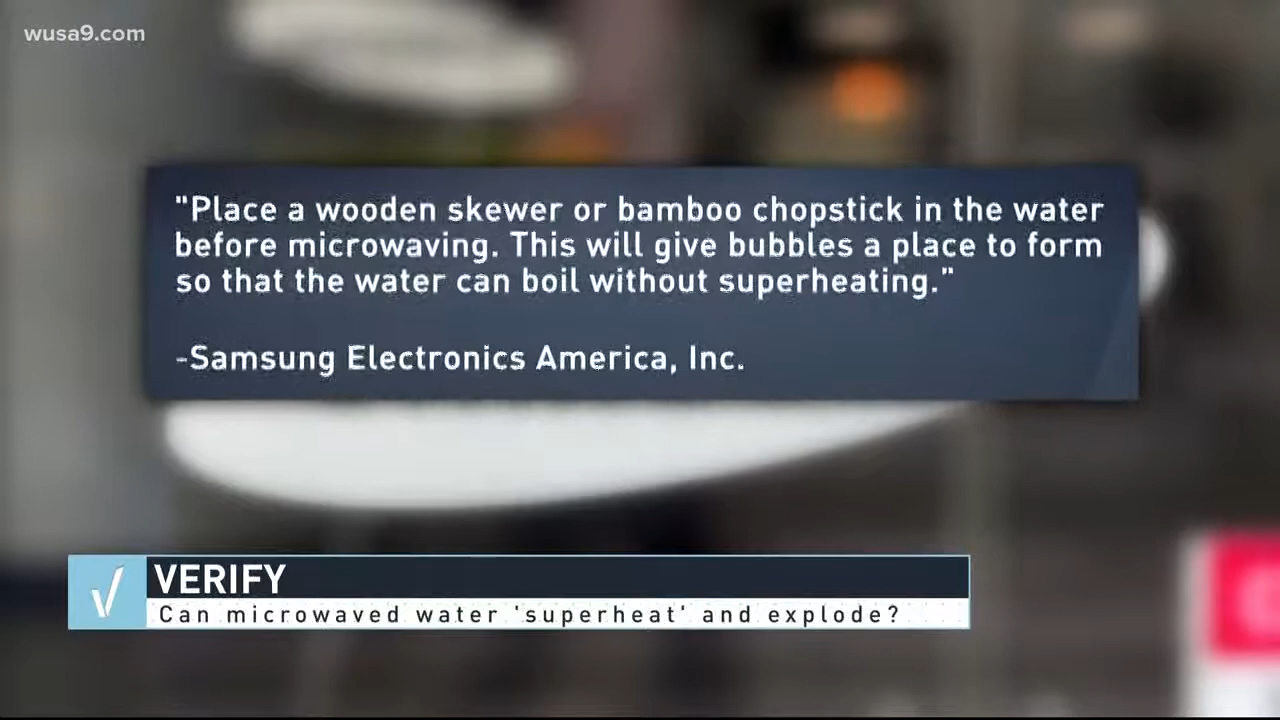 wusa9.com
"Place a wooden skewer or bamboo chopstick in the water
before microwaving. This will give bubbles a place to form
so that the water can boil without superheating."
-Samsung Electronics America, Inc.
VERIFY
Can microwaved water 'superheat' and explode?